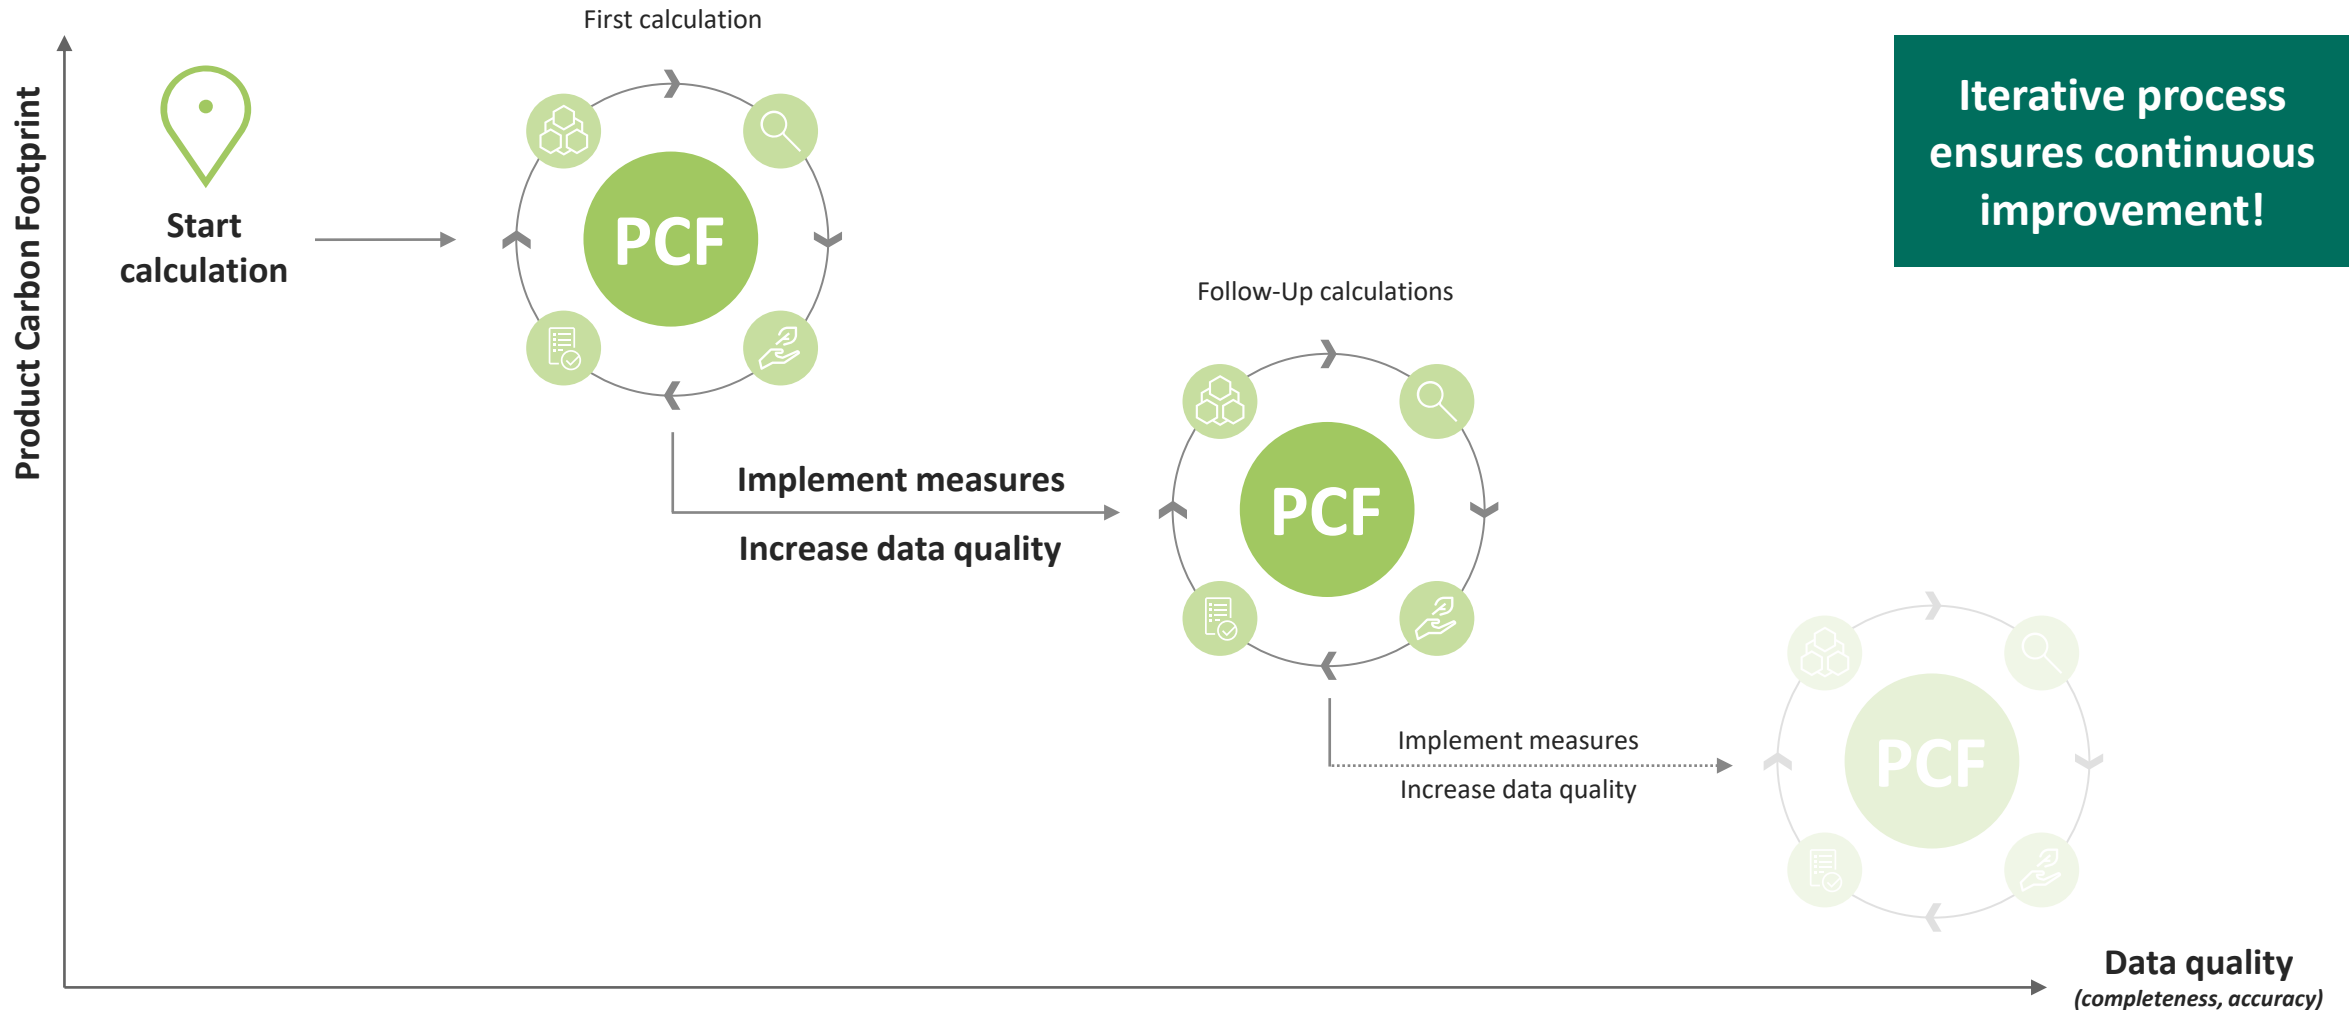 First calculation
Product Carbon Footprint
Start
calculation
PCF
Iterative process
ensures continuous
improvement!
Follow-Up calculations
Implement measures
Increase data quality
PCF
Implement measures
Increase data quality
PCF
Data quality
(completeness, accuracy)